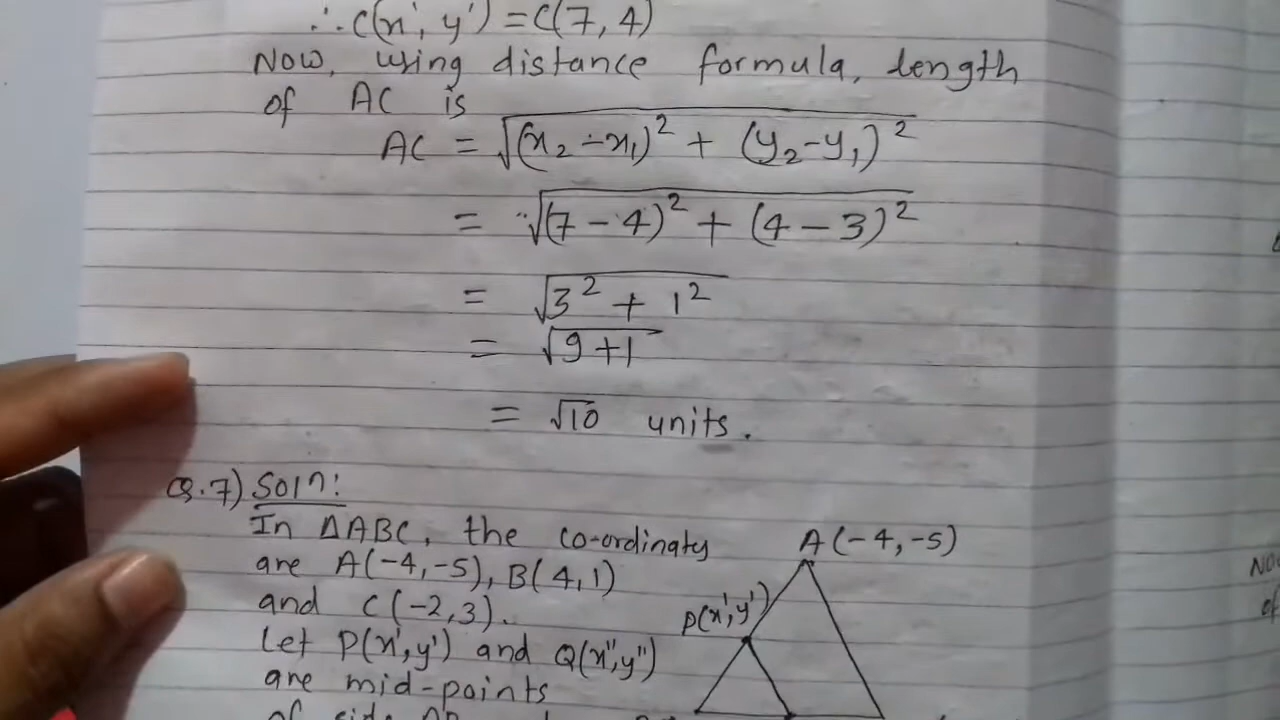 ∴ C(x', y') = C(7, 4)
Now, using distance formula, length
of AC is
AC = √(x₂ - x₁)² + (y₂ - y₁)²
= √(7 - 4)² + (4 - 3)²
= √3² + 1²
= √9 + 1
= √10 units.
Q.7) Soln:
In ΔABC, the co-ordinates
are A(-4, -5), B(4, 1)
and C(-2, 3).
Let P(x', y') and Q(x'', y'')
are mid-points
of side
A(-4, -5)
P(x', y')